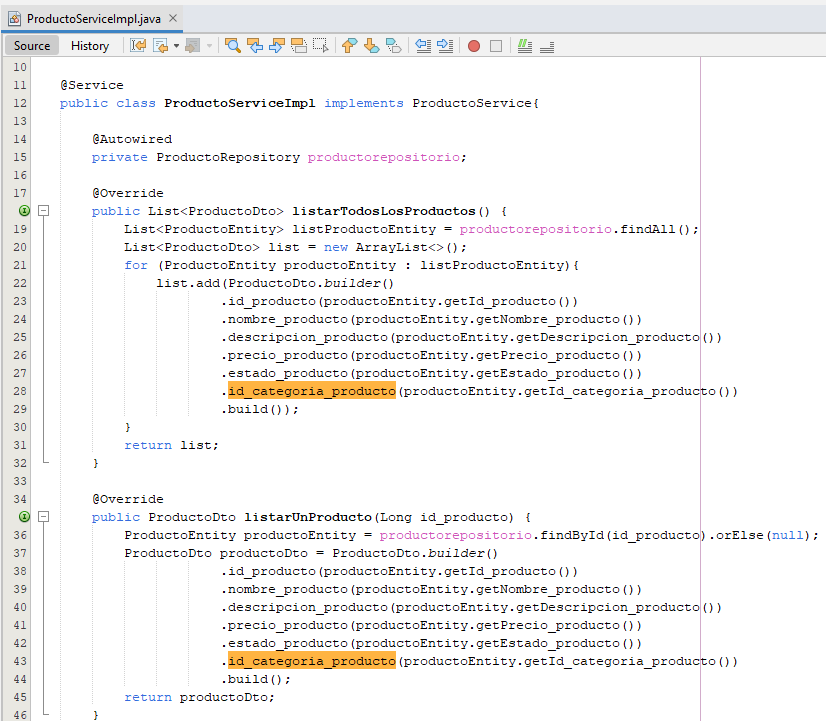 ProductoServiceImpl.java ×
Source History
10
11 @Service
12 public class ProductoServiceImpl implements ProductoService{
13
14 @Autowired
15 private ProductoRepository productorepositorio;
16
17 @Override
public List<ProductoDto> listarTodosLosProductos() {
19 List<ProductoEntity> listProductoEntity = productorepositorio.findAll();
20 List<ProductoDto> list = new ArrayList<>();
21 for (ProductoEntity productoEntity : listProductoEntity){
22 list.add(ProductoDto.builder()
23 .id_producto(productoEntity.getId_producto())
24 .nombre_producto(productoEntity.getNombre_producto())
25 .descripcion_producto(productoEntity.getDescripcion_producto())
26 .precio_producto(productoEntity.getPrecio_producto())
27 .estado_producto(productoEntity.getEstado_producto())
28 .id_categoria_producto(productoEntity.getId_categoria_producto())
29 .build());
30 }
31 return list;
32 }
33
34 @Override
public ProductoDto listarUnProducto(Long id_producto) {
36 ProductoEntity productoEntity = productorepositorio.findById(id_producto).orElse(null);
37 ProductoDto productoDto = ProductoDto.builder()
38 .id_producto(productoEntity.getId_producto())
39 .nombre_producto(productoEntity.getNombre_producto())
40 .descripcion_producto(productoEntity.getDescripcion_producto())
41 .precio_producto(productoEntity.getPrecio_producto())
42 .estado_producto(productoEntity.getEstado_producto())
43 .id_categoria_producto(productoEntity.getId_categoria_producto())
44 .build();
45 return productoDto;
46 }